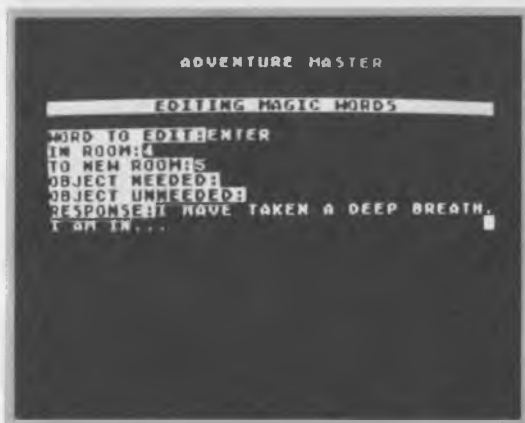 ADVENTURE MASTER
EDITING MAGIC WORDS
WORD TO EDIT:ENTER
IN ROOM:4
TO NEW ROOM:5
OBJECT NEEDED:
OBJECT UNNEEDED:
RESPONSE:I HAVE TAKEN A DEEP BREATH.
I AM IN...